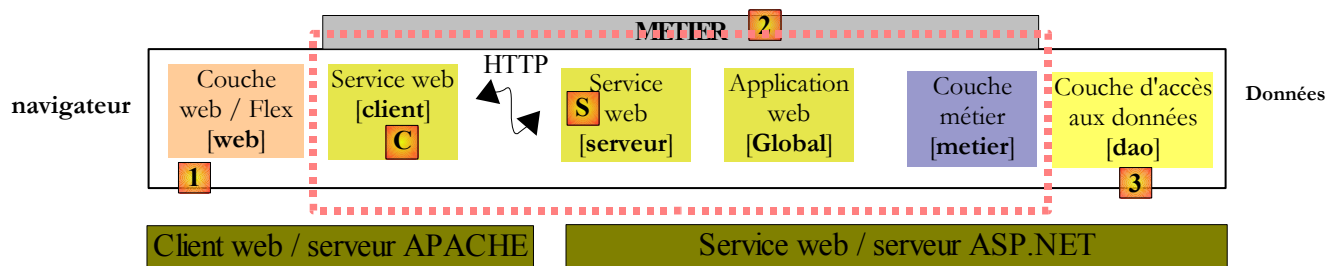 METIER 2
navigateur
Couche
web / Flex
[web]
1
Service web
[client]
C
HTTP
Service
S
web
[serveur]
Application
web
[Global]
Couche
métier
[metier]
Couche d'accès
aux données
[dao]
3
Données
Client web / serveur APACHE
Service web / serveur ASP.NET